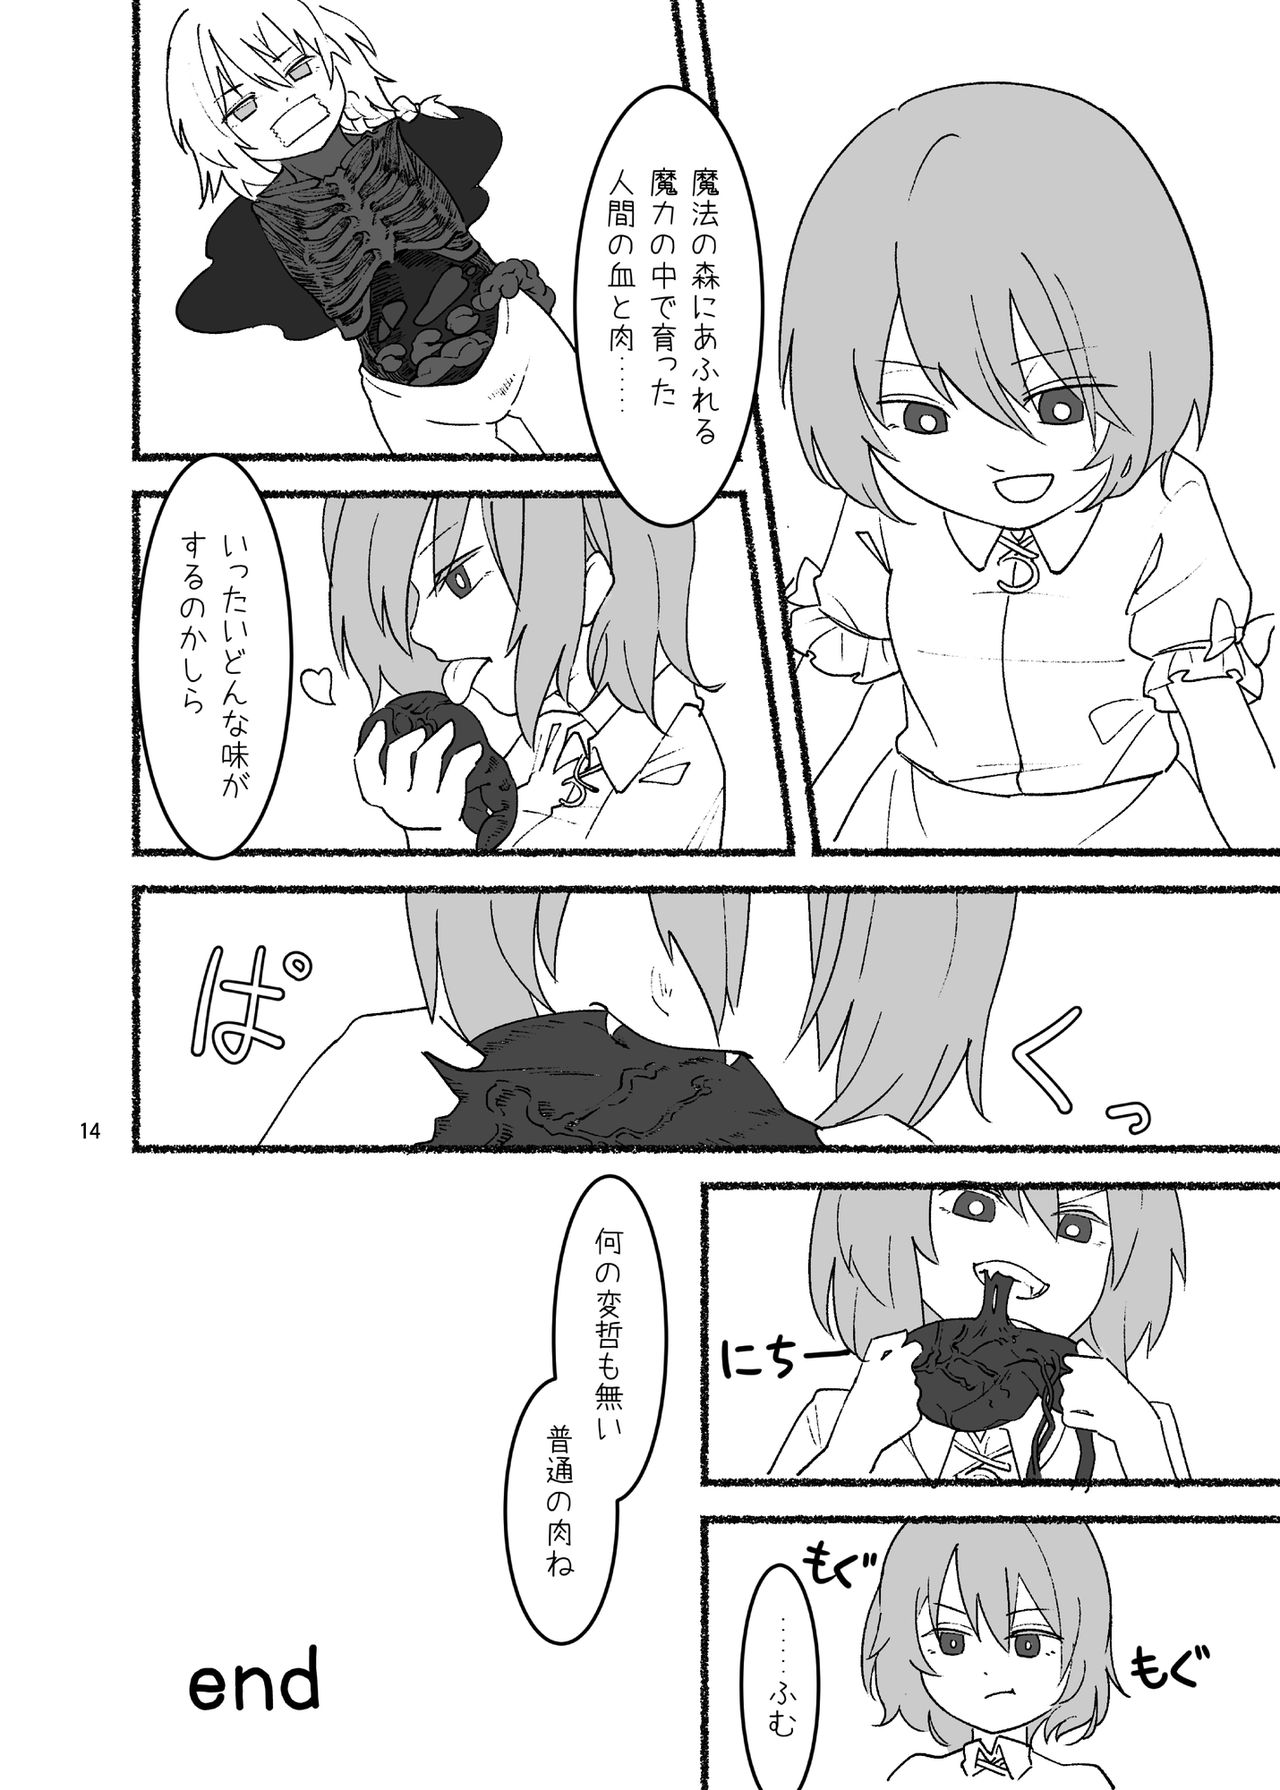 魔法の森にあふれる
魔力の中で育った
人間の血と肉……
いったいどんな味が
するのかしら
ぱくっ
にちー
もぐ
もぐ
……ふむ
何の変哲も無い
普通の肉ね
end
14